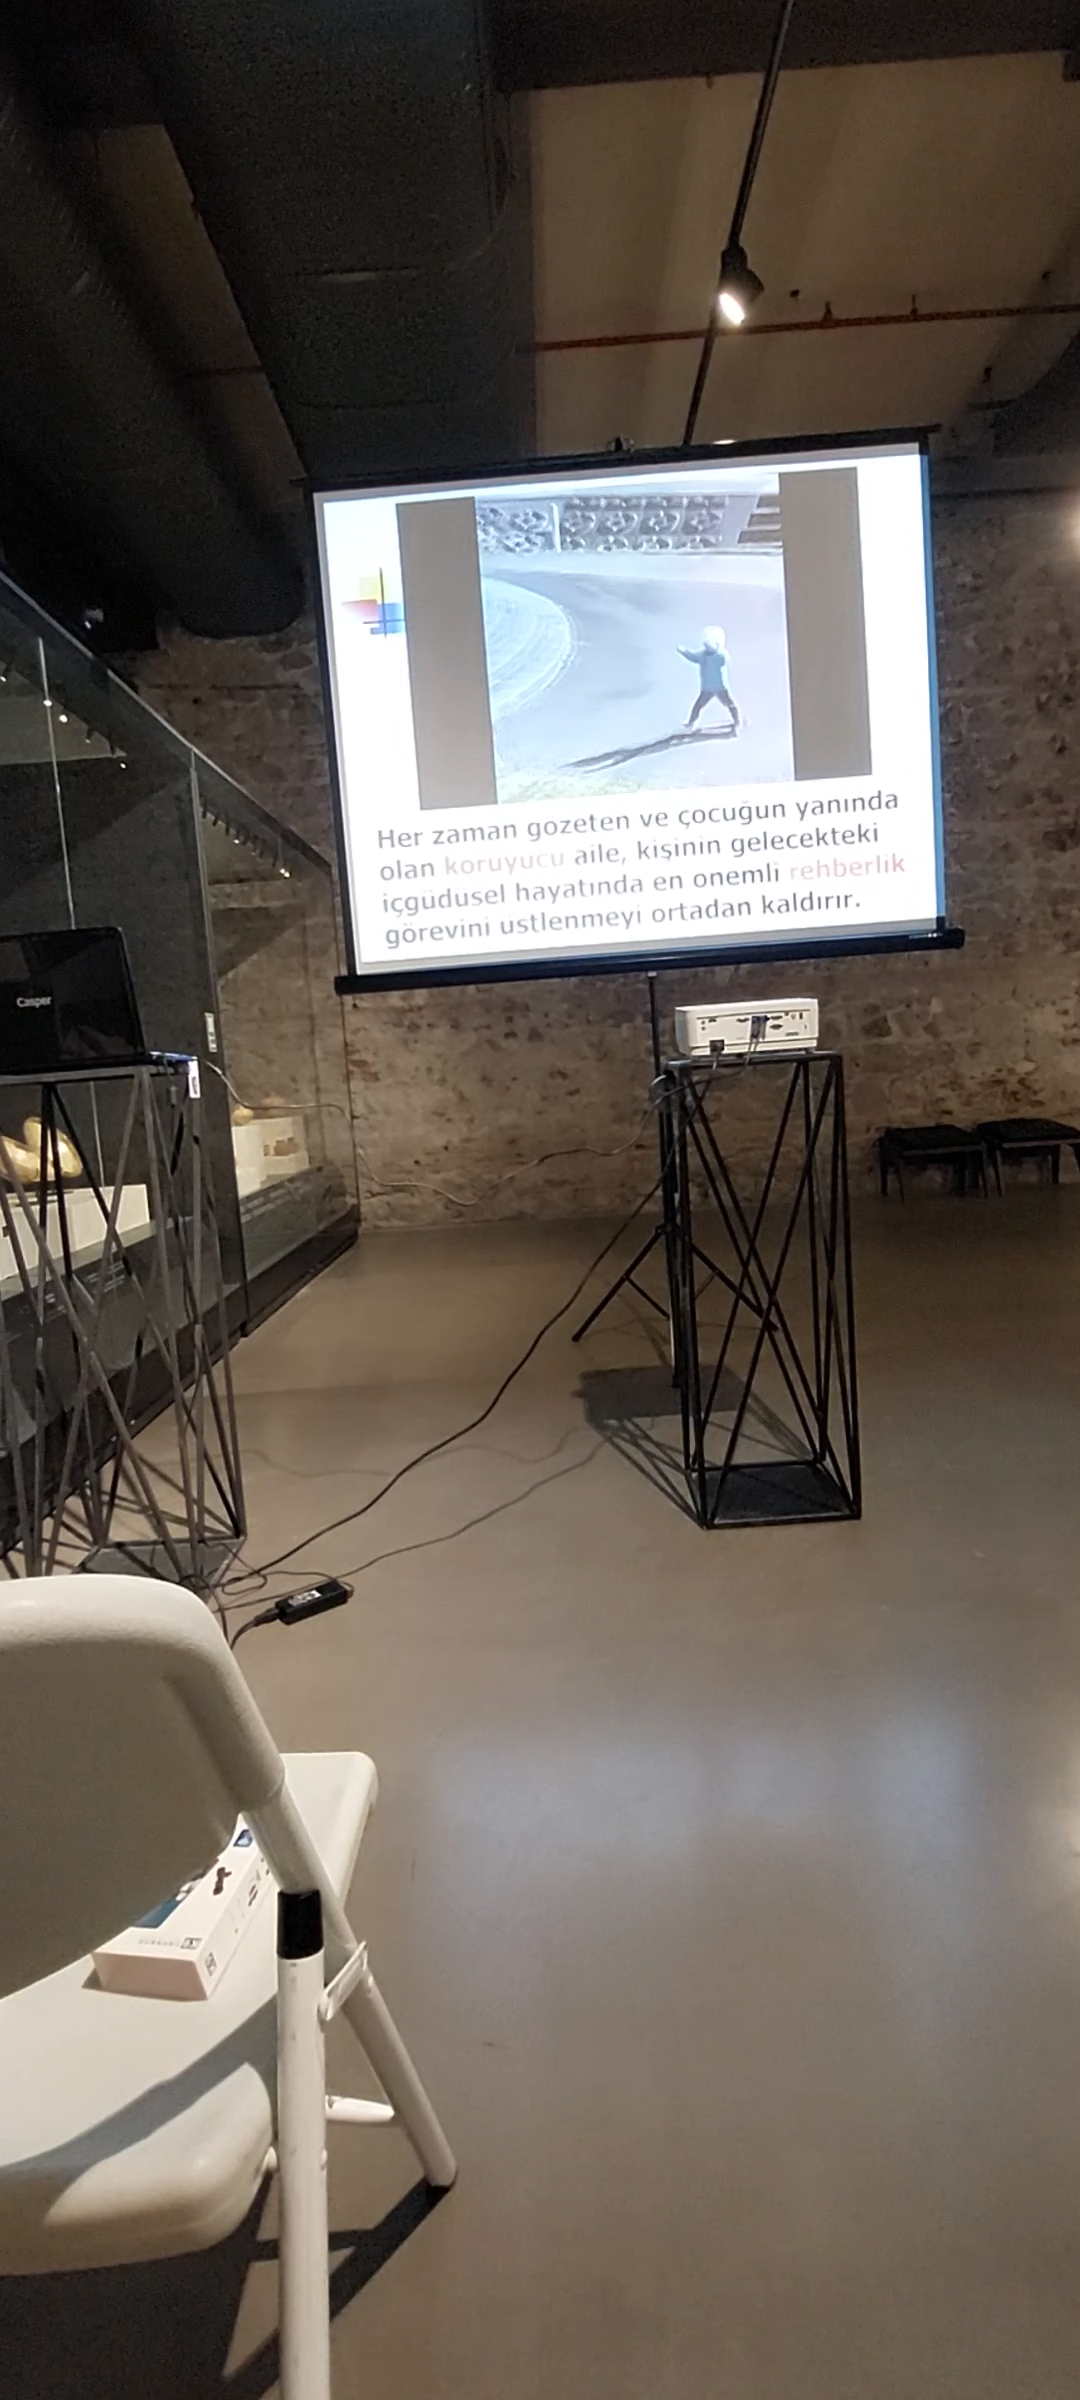 Her zaman gozeten ve çocuğun yanında
olan koruyucu aile, kişinin gelecekteki
içgüdüsel hayatında en onemli rehberlik
görevini ustlenmeyi ortadan kaldırır.
Casper